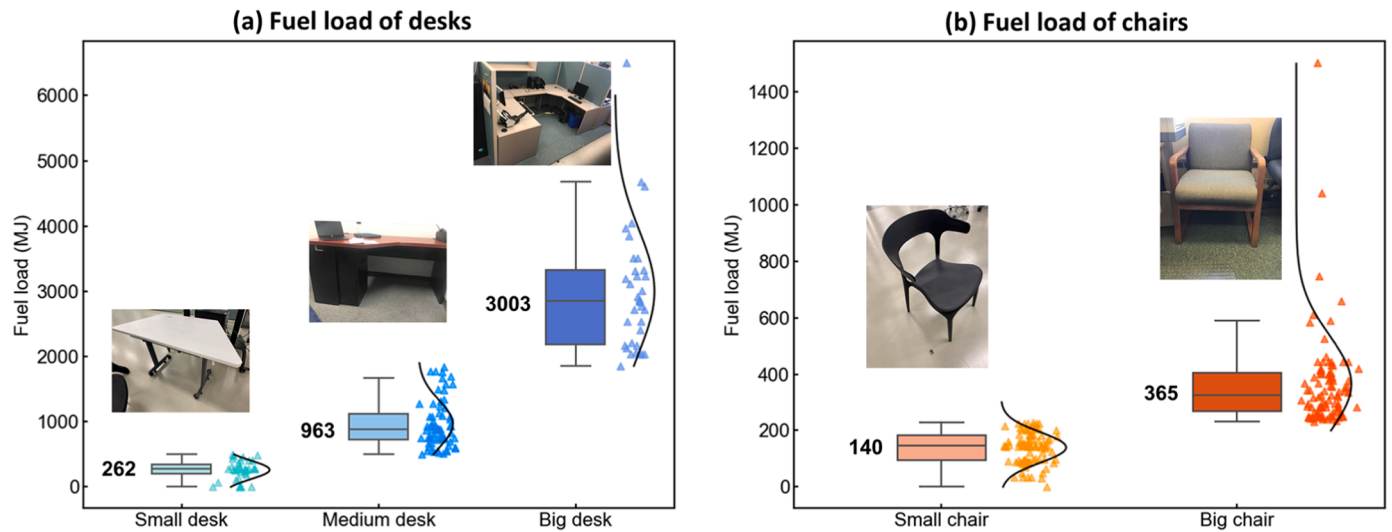 (a) Fuel load of desks
Fuel load (MJ)
6000
5000
4000
3000
2000
1000
0
262
963
3003
Small desk
Medium desk
Big desk
(b) Fuel load of chairs
Fuel load (MJ)
1400
1200
1000
800
600
400
200
0
140
365
Small chair
Big chair